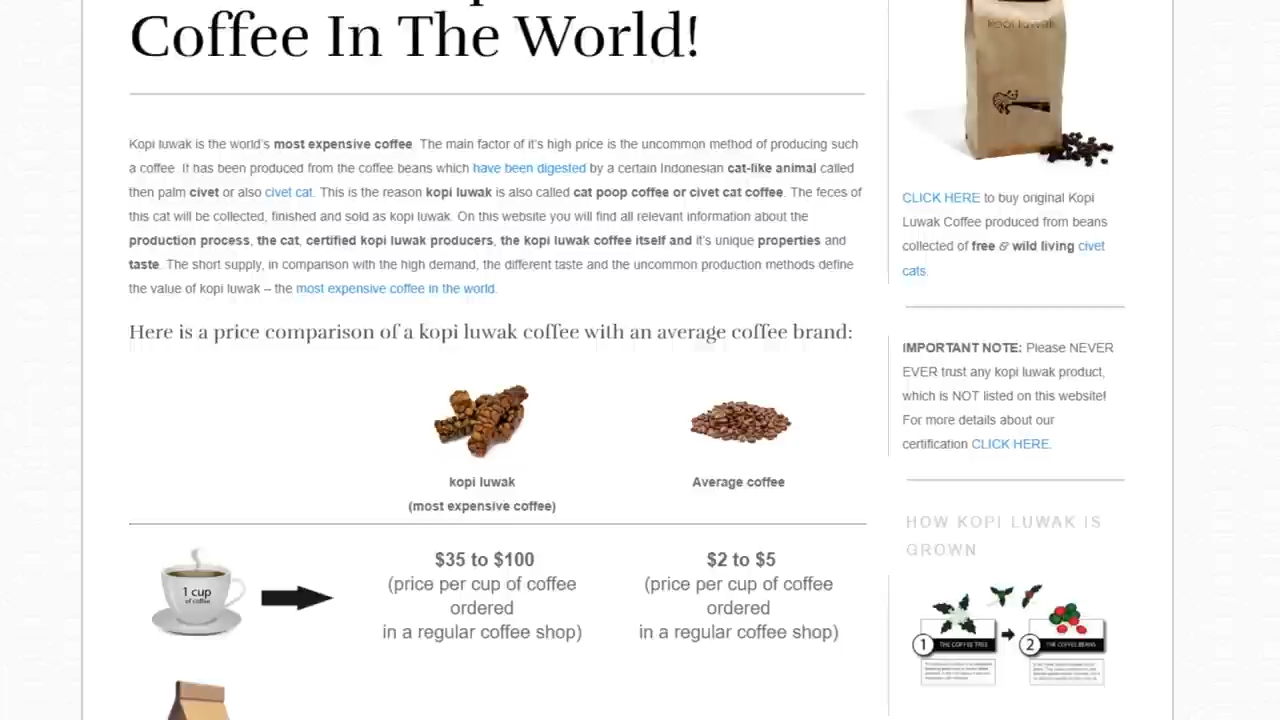 Coffee In The World!
Kopi luwak is the world's most expensive coffee. The main factor of it's high price is the uncommon method of producing such
a coffee. It has been produced from the coffee beans which have been digested by a certain Indonesian cat-like animal called
then palm civet or also civet cat. This is the reason kopi luwak is also called cat poop coffee or civet cat coffee. The feces of
this cat will be collected, finished and sold as kopi luwak. On this website you will find all relevant information about the
production process, the cat, certified kopi luwak producers, the kopi luwak coffee itself and it's unique properties and
taste. The short supply, in comparison with the high demand, the different taste and the uncommon production methods define
the value of kopi luwak – the most expensive coffee in the world.
Here is a price comparison of a kopi luwak coffee with an average coffee brand:
kopi luwak
(most expensive coffee)
Average coffee
1 cup
of coffee
$35 to $100
(price per cup of coffee
ordered
in a regular coffee shop)
$2 to $5
(price per cup of coffee
ordered
in a regular coffee shop)
kopi luwak
CLICK HERE to buy original Kopi
Luwak Coffee produced from beans
collected of free & wild living civet
cats.
IMPORTANT NOTE: Please NEVER
EVER trust any kopi luwak product,
which is NOT listed on this website!
For more details about our
certification CLICK HERE.
HOW KOPI LUWAK IS
GROWN
1 THE COFFEE TREE
2 THE COFFEE BEANS